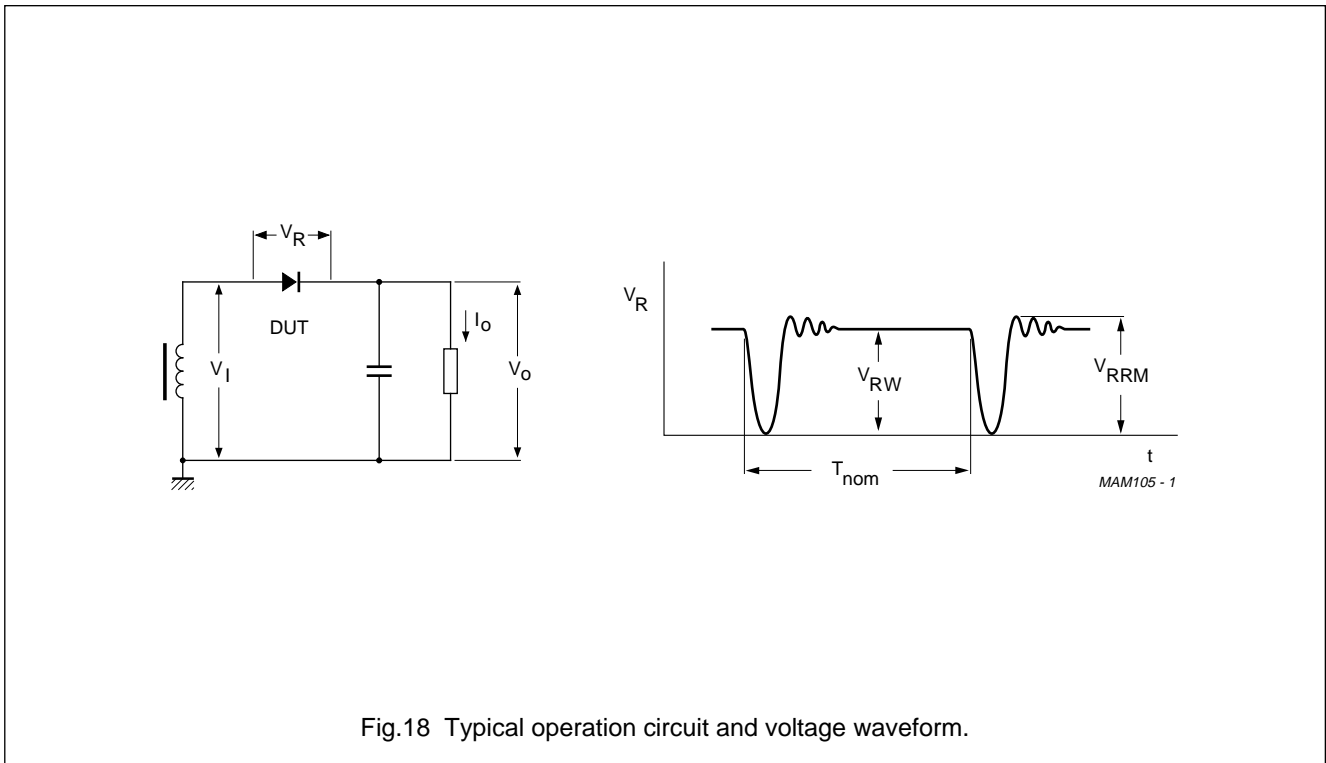 V_R
DUT
I_o
V_I
V_o
V_R
V_RW
V_RRM
T_nom
t
MAM105 - 1
Fig.18 Typical operation circuit and voltage waveform.